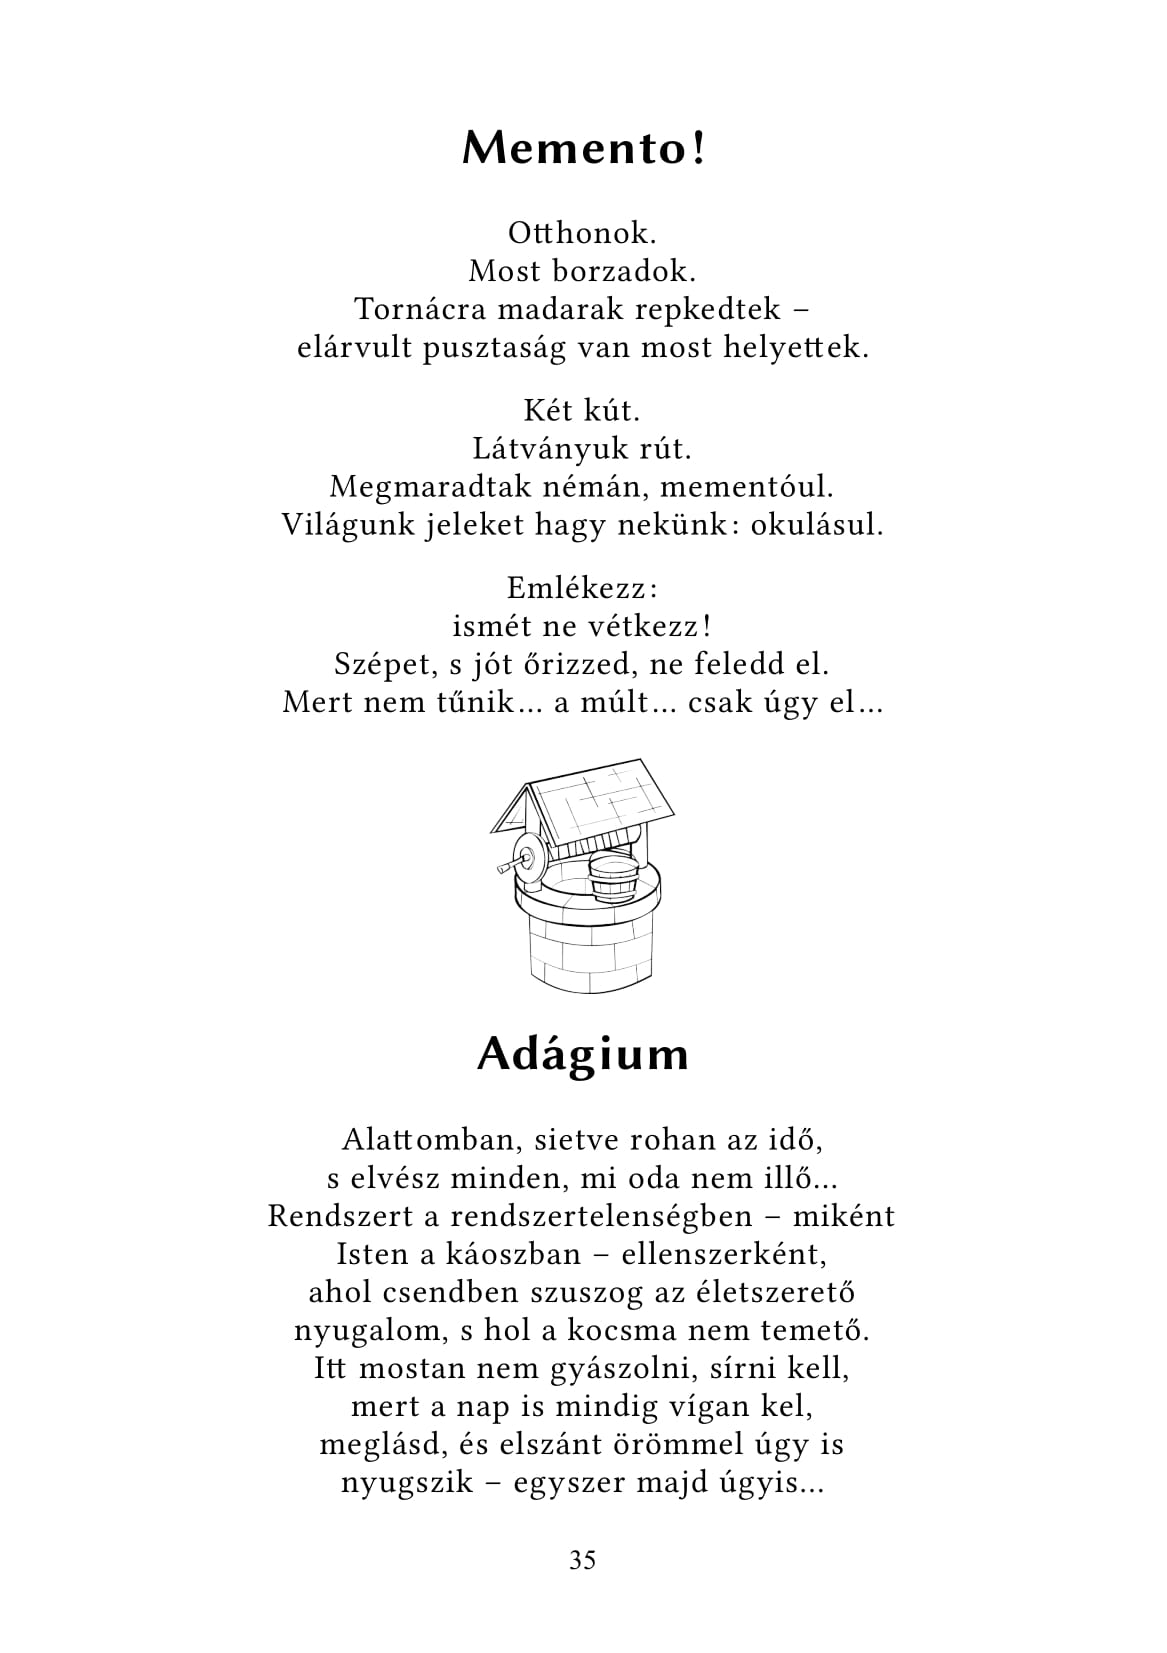 Memento!
Otthonok.
Most borzadok.
Tornácra madarak repkedtek –
elárvult pusztaság van most helyettek.
Két kút.
Látványuk rút.
Megmaradtak némán, mementóul.
Világunk jeleket hagy nekünk: okulásul.
Emlékezz:
ismét ne vétkezz!
Szépet, s jót őrizzed, ne feledd el.
Mert nem tűnik… a múlt… csak úgy el…
Adágium
Alattomban, sietve rohan az idő,
s elvész minden, mi oda nem illő…
Rendszert a rendszertelenségben – miként
Isten a káoszban – ellenszerként,
ahol csendben szuszog az életszerető
nyugalom, s hol a kocsma nem temető.
Itt mostan nem gyászolni, sírni kell,
mert a nap is mindig vígan kel,
meglásd, és elszánt örömmel úgy is
nyugszik – egyszer majd úgyis…
35